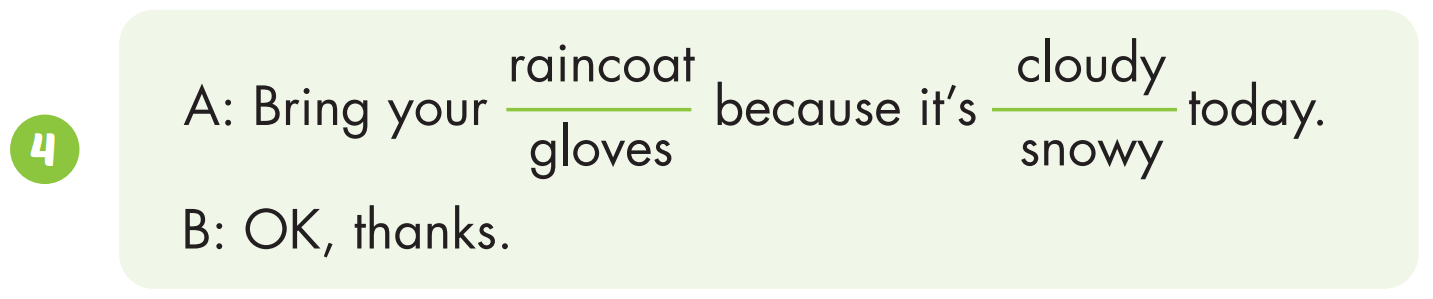 4
raincoat cloudy
A: Bring your because it's today.
gloves snowy
B: OK, thanks.